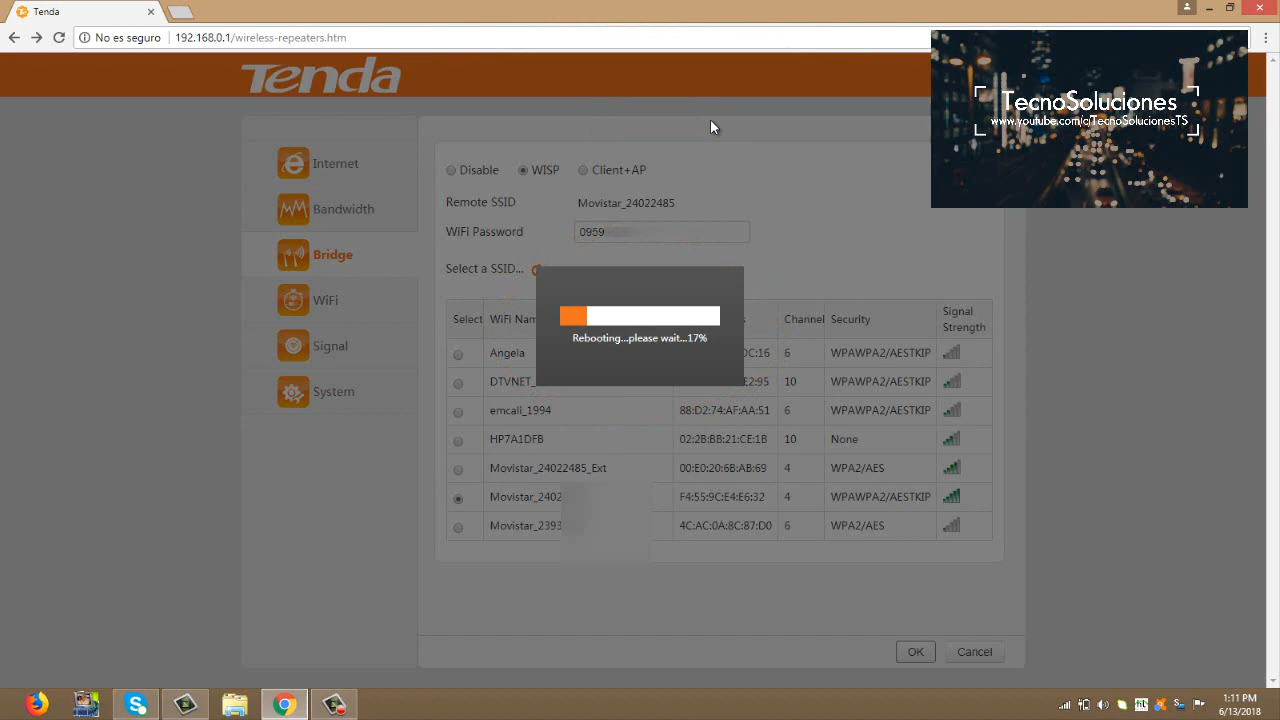 Tenda
No es seguro 192.168.0.1/wireless-repeaters.htm
Tenda
TecnoSoluciones
www.youtube.com/c/TecnoSolucionesTS
Internet
Bandwidth
Bridge
WiFi
Signal
System
Disable WISP Client+AP
Remote SSID Movistar_24022485
WiFi Password 0959
Select a SSID...
Rebooting...please wait...17%
Select WiFi Channel Security Signal Strength
Angela DC:16 6 WPAWPA2/AESTKIP
DTVNET_ E2:95 10 WPAWPA2/AESTKIP
emcall_1994 88:D2:74:AF:AA:51 6 WPAWPA2/AESTKIP
HP7A1DFB 02:2B:BB:21:CE:1B 10 None
Movistar_24022485_Ext 00:E0:20:6B:AB:69 4 WPA2/AES
Movistar_2402 F4:55:9C:E4:E6:32 4 WPAWPA2/AESTKIP
Movistar_2393 4C:AC:0A:8C:87:D0 6 WPA2/AES
OK Cancel
1:11 PM
6/13/2018